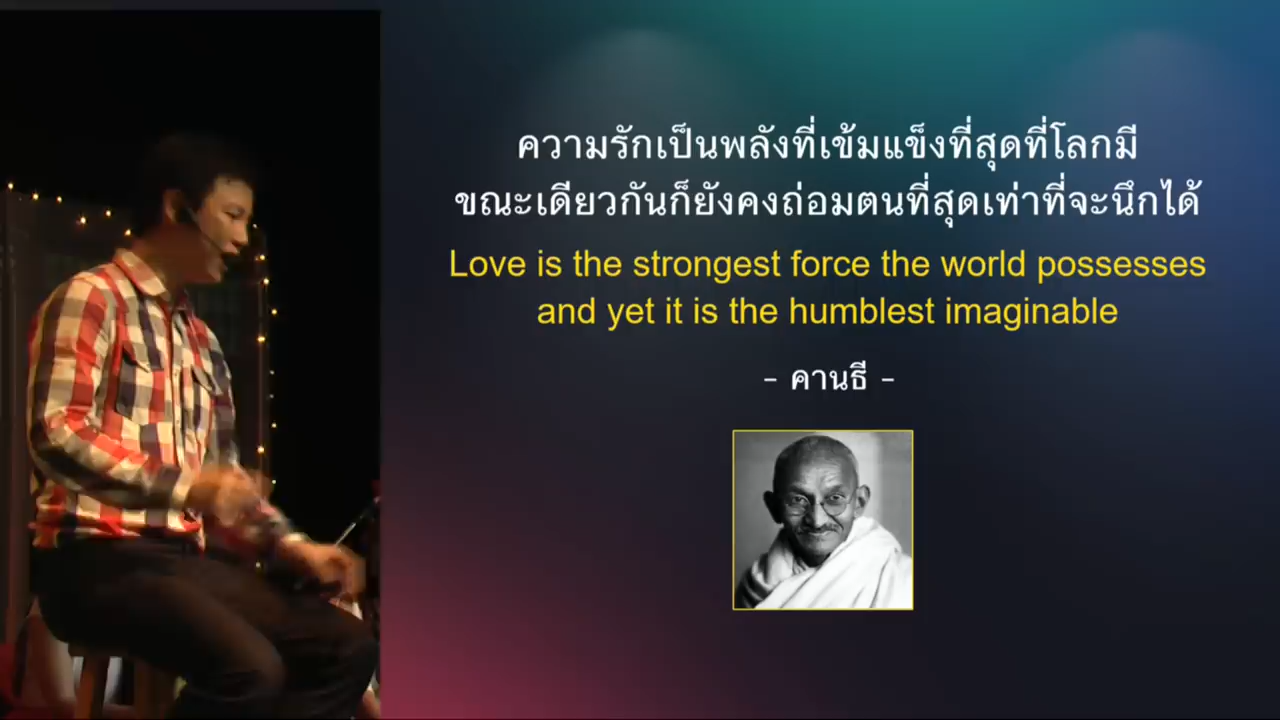 ความรักเป็นพลังที่เข้มแข็งที่สุดที่โลกมี
ขณะเดียวกันก็ยังคงถ่อมตนที่สุดเท่าที่จะนึกได้
Love is the strongest force the world possesses
and yet it is the humblest imaginable
- คานธี -